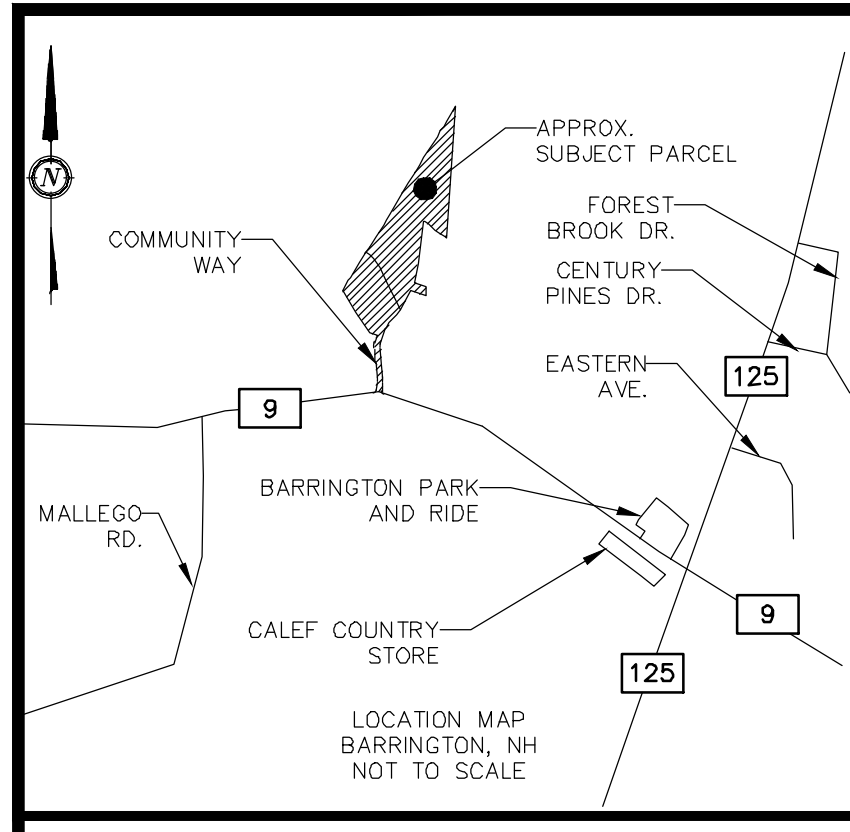 APPROX.
SUBJECT PARCEL
N
FOREST
BROOK DR.
COMMUNITY
WAY
CENTURY
PINES DR.
EASTERN
AVE.
125
9
BARRINGTON PARK
AND RIDE
MALLEGO
RD.
9
CALEF COUNTRY
STORE
125
LOCATION MAP
BARRINGTON, NH
NOT TO SCALE